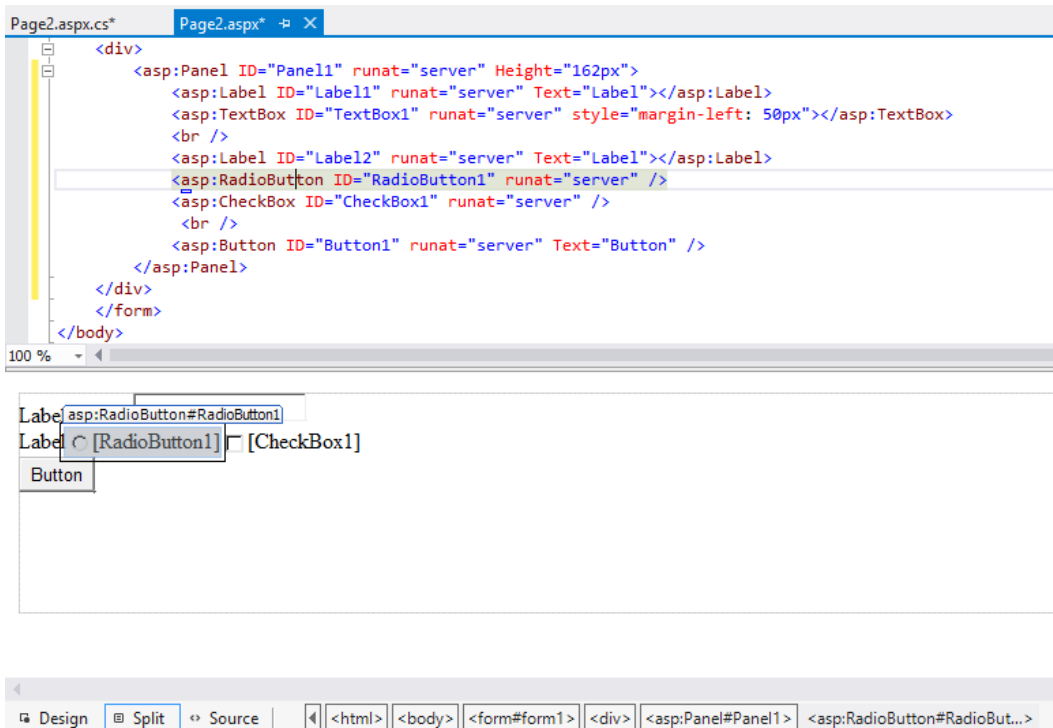 Page2.aspx.cs* Page2.aspx*
<div>
<asp:Panel ID="Panel1" runat="server" Height="162px">
<asp:Label ID="Label1" runat="server" Text="Label"></asp:Label>
<asp:TextBox ID="TextBox1" runat="server" style="margin-left: 50px"></asp:TextBox>
<br />
<asp:Label ID="Label2" runat="server" Text="Label"></asp:Label>
<asp:RadioButton ID="RadioButton1" runat="server" />
<asp:CheckBox ID="CheckBox1" runat="server" />
<br />
<asp:Button ID="Button1" runat="server" Text="Button" />
</asp:Panel>
</div>
</form>
</body>
100 %
Label asp:RadioButton#RadioButton1
Label [RadioButton1] [CheckBox1]
Button
Design Split Source <html> <body> <form#form1> <div> <asp:Panel#Panel1> <asp:RadioButton#RadioBut...>